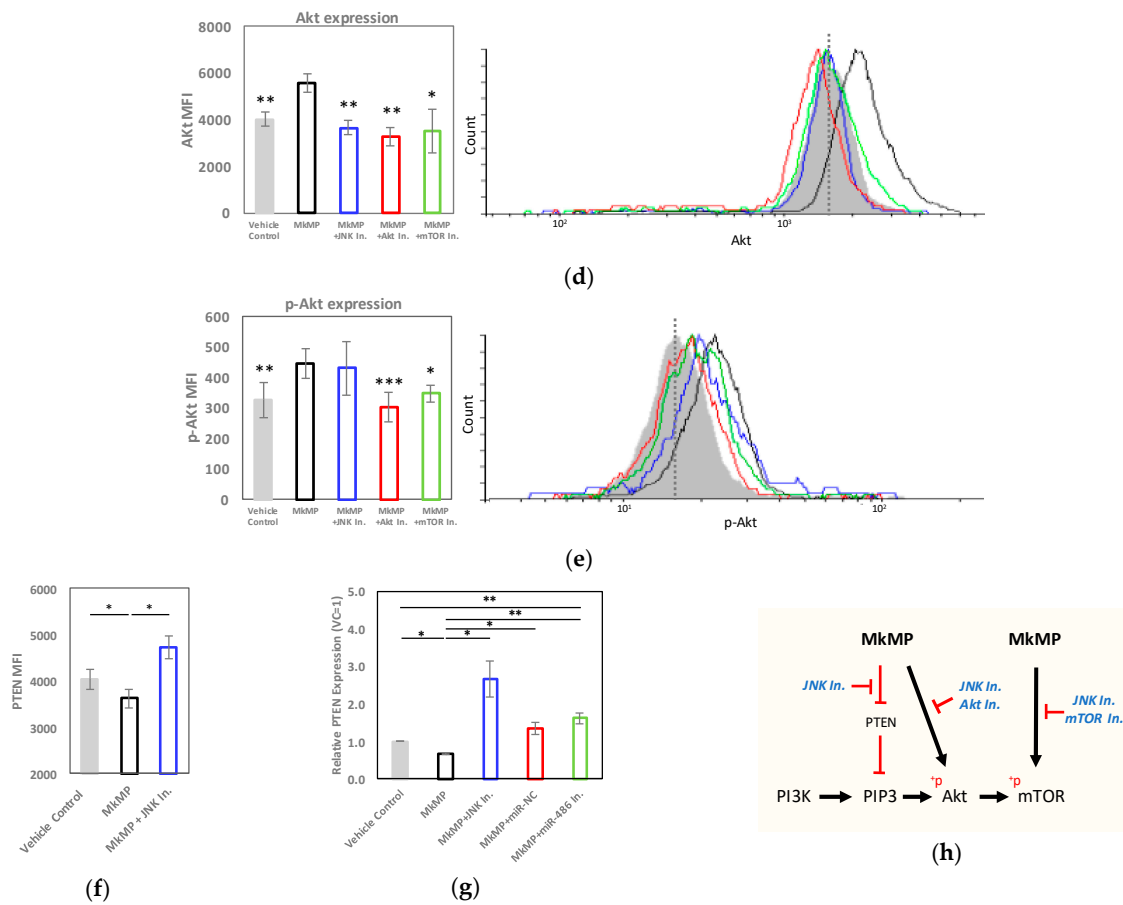 Akt expression
8000
6000
4000
2000
0
AKt MFI
**
**
**
*
Vehicle
Control
MkMP
MkMP
+JNK In.
MkMP
+Akt In.
MkMP
+mTOR In.
Count
10²
10³
Akt
(d)
p-Akt expression
600
500
400
300
200
100
0
p-AKt MFI
**
***
*
Vehicle
Control
MkMP
MkMP
+JNK In.
MkMP
+Akt In.
MkMP
+mTOR In.
Count
10¹
10²
p-Akt
(e)
6000
5000
4000
3000
2000
PTEN MFI
*
*
Vehicle Control
MkMP
MkMP + JNK In.
(f)
5.0
4.0
3.0
2.0
1.0
0.0
Relative PTEN Expression (VC=1)
**
**
*
*
*
Vehicle Control
MkMP
MkMP+JNK In.
MkMP+miR-NC
MkMP+miR-486 In.
(g)
MkMP
MkMP
JNK In.
JNK In.
Akt In.
JNK In.
mTOR In.
PTEN
+p
+p
PI3K
PIP3
Akt
mTOR
(h)